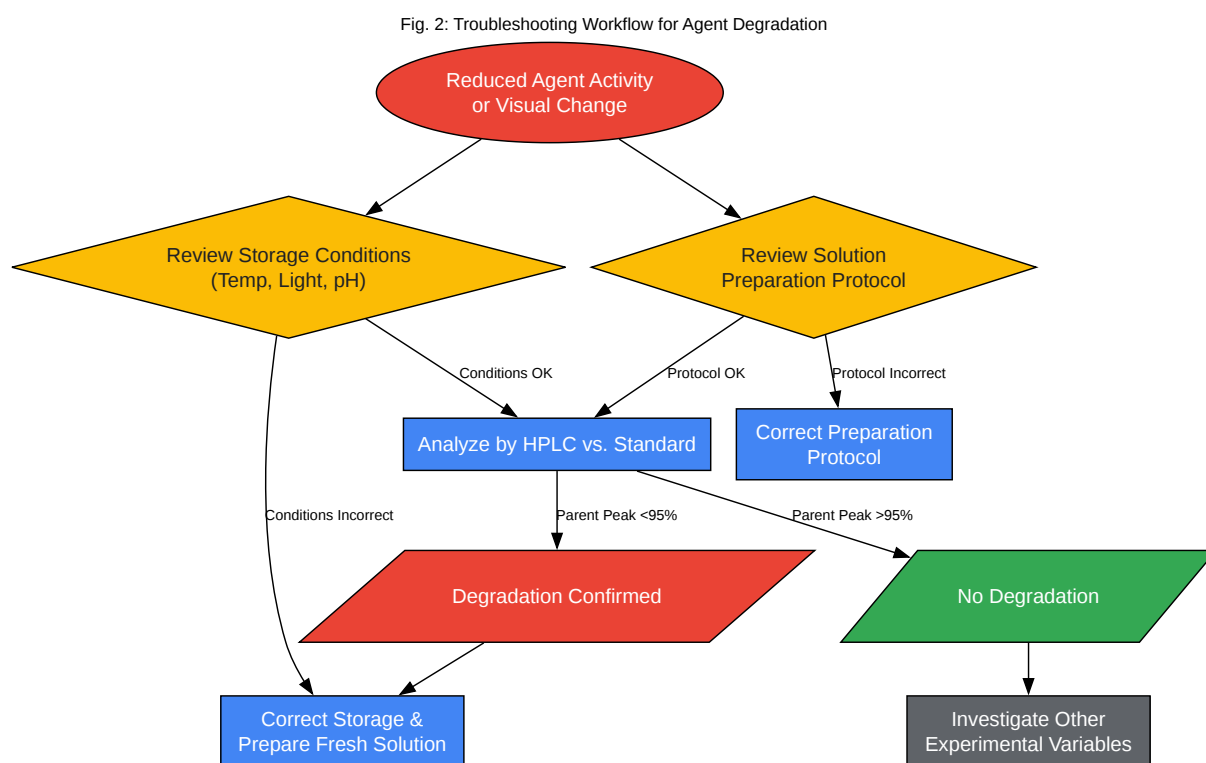 Fig. 2: Troubleshooting Workflow for Agent Degradation
Reduced Agent Activity
or Visual Change
Review Storage Conditions
(Temp, Light, pH)
Review Solution
Preparation Protocol
Conditions OK
Protocol OK
Protocol Incorrect
Analyze by HPLC vs. Standard
Correct Preparation
Protocol
Conditions Incorrect
Parent Peak <95%
Parent Peak >95%
Degradation Confirmed
No Degradation
Correct Storage &
Prepare Fresh Solution
Investigate Other
Experimental Variables